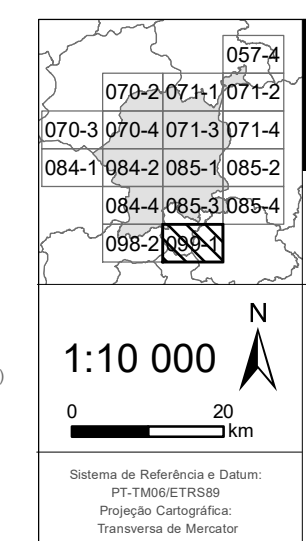 057-4
070-2 071-1 071-2
070-3 070-4 071-3 071-4
084-1 084-2 085-1 085-2
084-4 085-3 085-4
098-2 099-1
N
1:10 000
)
0 20
km
Sistema de Referência e Datum:
PT-TM06/ETRS89
Projeção Cartográfica:
Transversa de Mercator